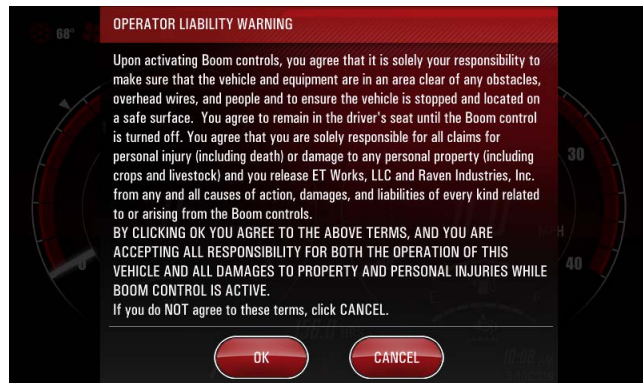 68°
OPERATOR LIABILITY WARNING
Upon activating Boom controls, you agree that it is solely your responsibility to
make sure that the vehicle and equipment are in an area clear of any obstacles,
overhead wires, and people and to ensure the vehicle is stopped and located on
a safe surface.  You agree to remain in the driver's seat until the Boom control
is turned off. You agree that you are solely responsible for all claims for
personal injury (including death) or damage to any personal property (including
crops and livestock) and you release ET Works, LLC and Raven Industries, Inc.
from any and all causes of action, damages, and liabilities of every kind related
to or arising from the Boom controls.
BY CLICKING OK YOU AGREE TO THE ABOVE TERMS, AND YOU ARE
ACCEPTING ALL RESPONSIBILITY FOR BOTH THE OPERATION OF THIS
VEHICLE AND ALL DAMAGES TO PROPERTY AND PERSONAL INJURIES WHILE
BOOM CONTROL IS ACTIVE.
If you do NOT agree to these terms, click CANCEL.
30
MPH
40
0
OK
CANCEL